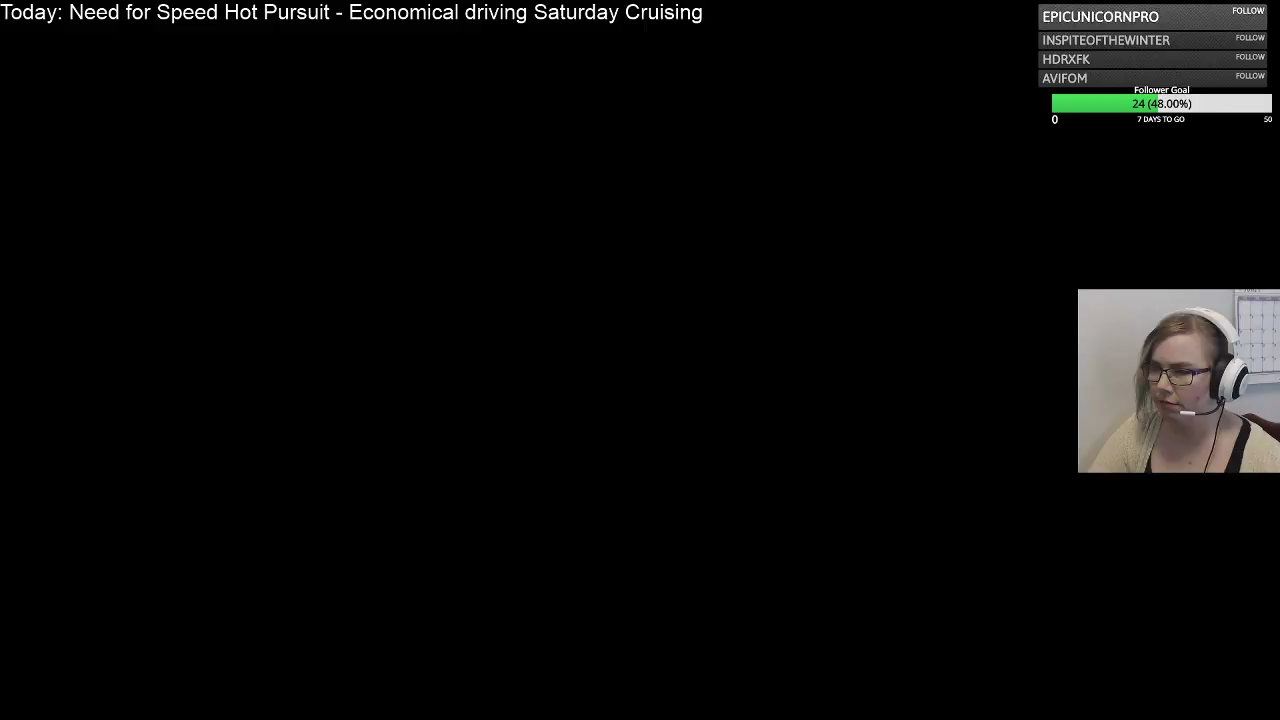 Today: Need for Speed Hot Pursuit - Economical driving Saturday Cruising
EPICUNICORNPRO FOLLOW
INSPITEOFTHEWINTER FOLLOW
HDRXFK FOLLOW
AVIFOM FOLLOW
Follower Goal
24 (48.00%)
0 7 DAYS TO GO 50